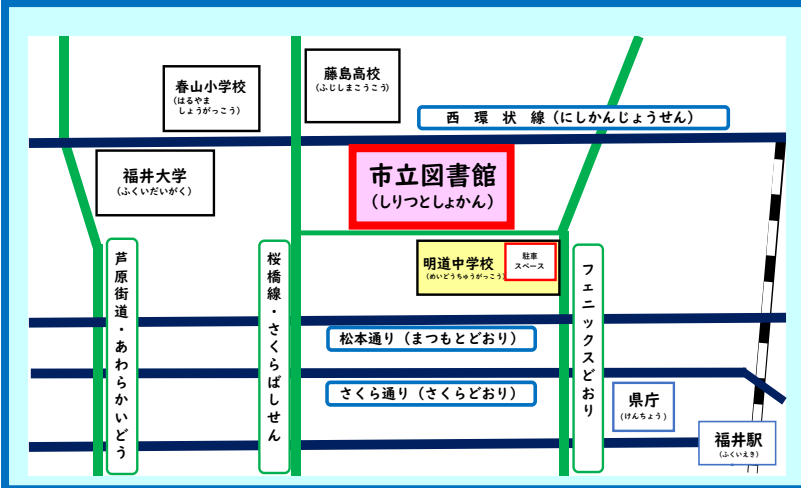 藤島高校
(ふじしまこうこう)
春山小学校
(はるやま
しょうがっこう)
西環状線(にしかんじょうせん)
福井大学
(ふくいだいがく)
市立図書館
(しりつとしょかん)
明道中学校
(めいどうちゅうがっこう)
駐車
スペース
芦原街道・あわらかいどう
桜橋線・さくらばしせん
フェニックスどおり
松本通り(まつもとどおり)
さくら通り(さくらどおり)
県庁
(けんちょう)
福井駅
(ふくいえき)